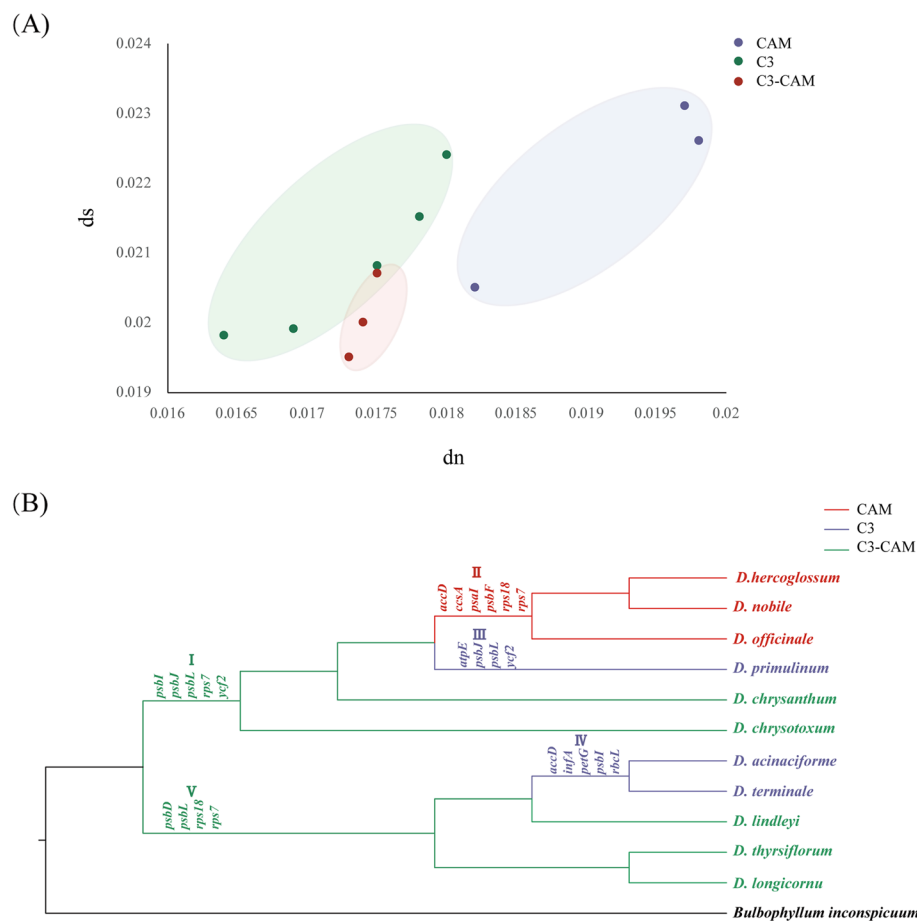 (A)
CAM
C3
C3-CAM
0.024
0.023
0.022
0.021
0.02
0.019
ds
0.016
0.0165
0.017
0.0175
0.018
0.0185
0.019
0.0195
0.02
dn
(B)
CAM
C3
C3-CAM
II
accD
ccsA
psaI
psbF
rps18
rps7
III
atpE
psbJ
psbL
ycf2
I
psbI
psbJ
psbL
rps7
ycf2
IV
accD
infA
petG
psbI
rbcL
V
psbD
psbL
rps18
rps7
D.hercoglossum
D. nobile
D. officinale
D. primulinum
D. chrysanthum
D. chrysotoxum
D. acinaciforme
D. terminale
D. lindleyi
D. thyrsiflorum
D. longicornu
Bulbophyllum inconspicuum